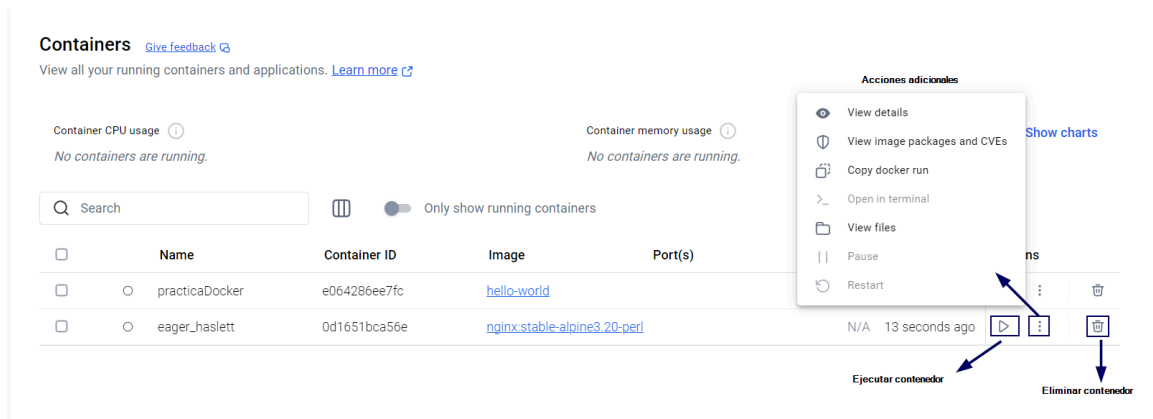 Containers Give feedback
View all your running containers and applications. Learn more
Acciones adicionales
Container CPU usage
No containers are running.
Container memory usage
No containers are running.
Show charts
View details
View image packages and CVEs
Copy docker run
Open in terminal
View files
Pause
Restart
Search
Only show running containers
Name Container ID Image Port(s) ns
practicaDocker e064286ee7fc hello-world
eager_haslett 0d1651bca56e nginx:stable-alpine3.20-perl N/A 13 seconds ago
Ejecutar contenedor
Eliminar contenedor